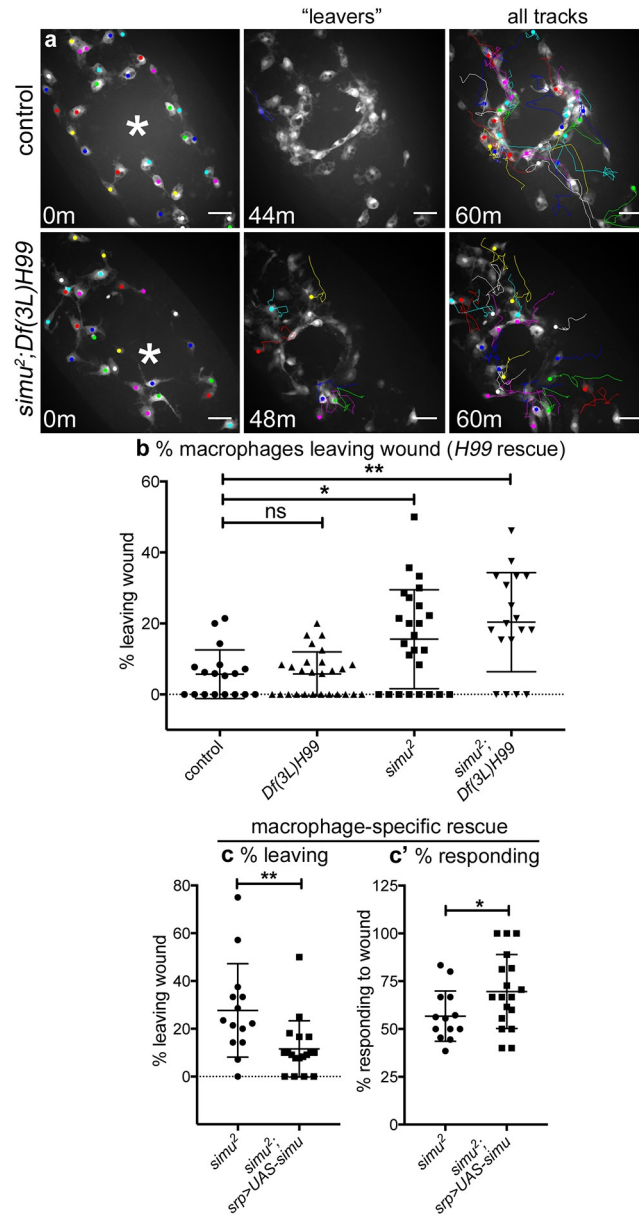 "leavers"
all tracks
a
control
*
0m
44m
60m
simu²;Df(3L)H99
*
0m
48m
60m
b % macrophages leaving wound (H99 rescue)
**
*
ns
% leaving wound
60
40
20
0
control
Df(3L)H99
simu²
simu²;
Df(3L)H99
macrophage-specific rescue
c % leaving
**
% leaving wound
80
60
40
20
0
simu²
simu²;
srp>UAS-simu
c' % responding
*
% responding to wound
125
100
75
50
25
0
simu²
simu²;
srp>UAS-simu